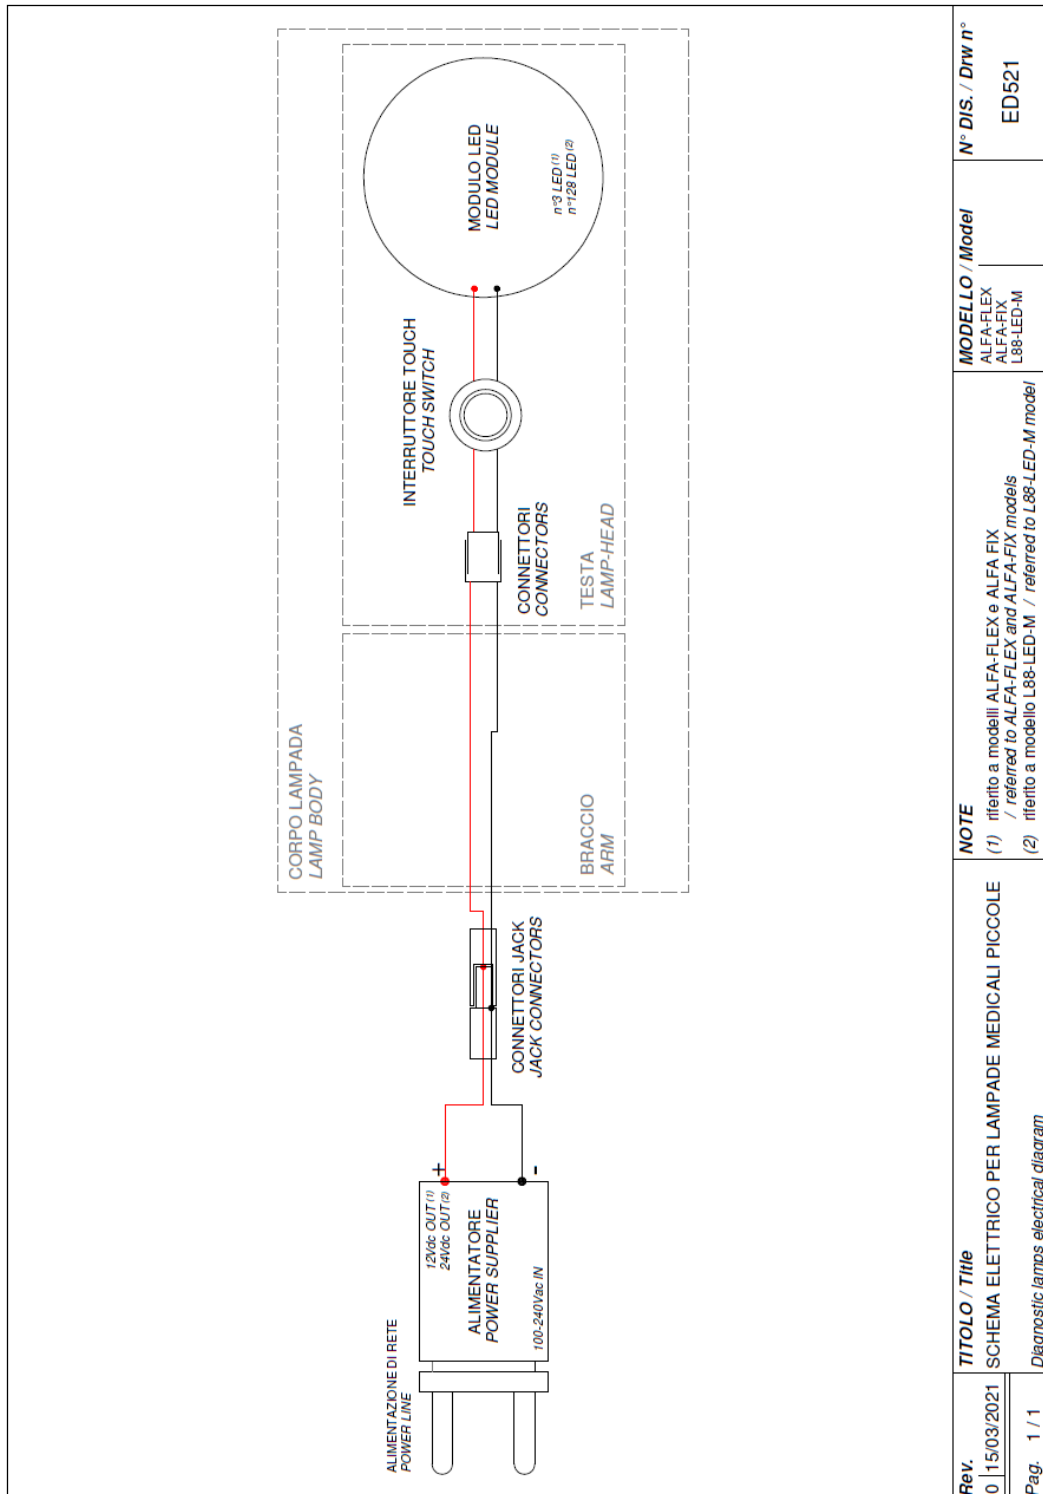 ALIMENTAZIONE DI RETE
POWER LINE
12Vdc OUT (1)
24Vdc OUT (2)
ALIMENTATORE
POWER SUPPLIER
100-240Vac IN
+
-
CONNETTORI JACK
JACK CONNECTORS
CORPO LAMPADA
LAMP BODY
BRACCIO
ARM
CONNETTORI
CONNECTORS
TESTA
LAMP-HEAD
INTERRUTTORE TOUCH
TOUCH SWITCH
MODULO LED
LED MODULE
n°3 LED (1)
n°128 LED (2)
Rev.
0 15/03/2021
Pag. 1 / 1
TITOLO / Title
SCHEMA ELETTRICO PER LAMPADE MEDICALI PICCOLE
Diagnostic lamps electrical diagram
NOTE
(1) riferito a modelli ALFA-FLEX e ALFA FIX
/ referred to ALFA-FLEX and ALFA-FIX models
(2) riferito a modello L88-LED-M / referred to L88-LED-M model
MODELLO / Model
ALFA-FLEX
ALFA-FIX
L88-LED-M
N° DIS. / Drw n°
ED521